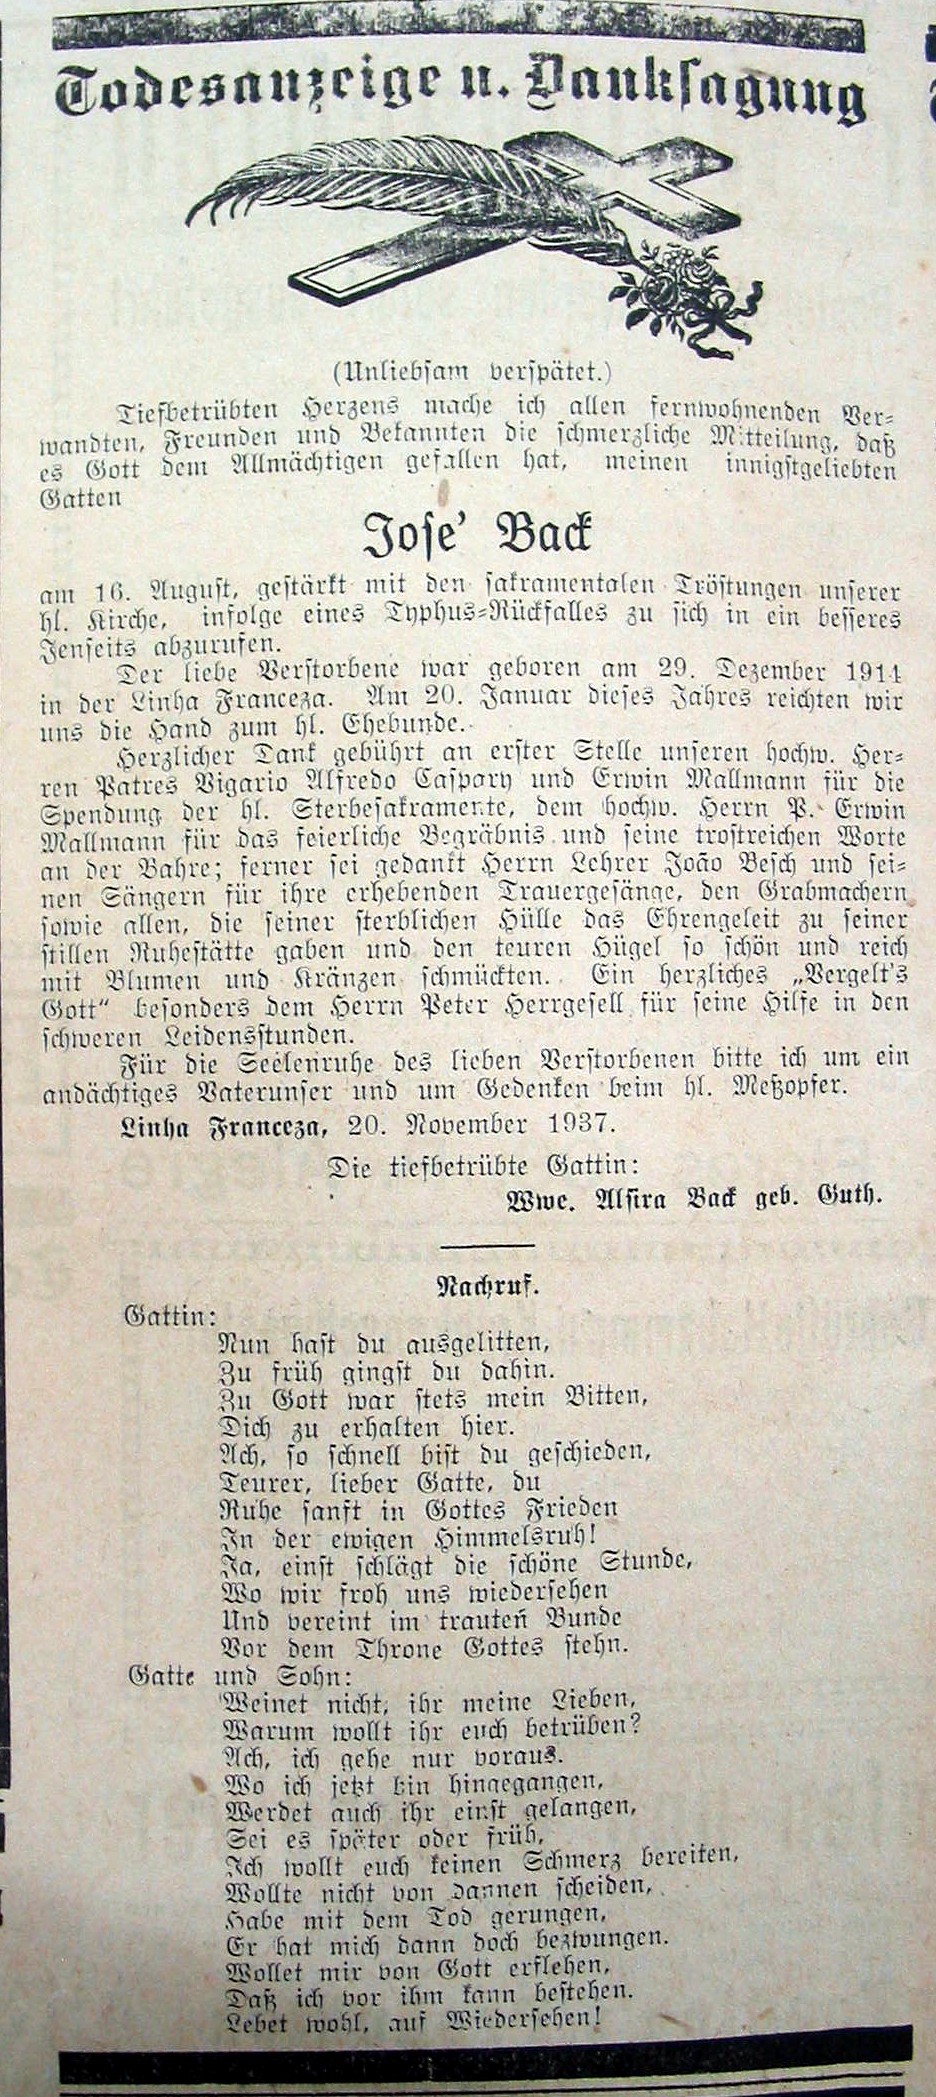 Todesanzeige u. Danksagung
(Unliebsam verspätet.)
Tiefbetrübten Herzens mache ich allen fernwohnenden Ver-
wandten, Freunden und Bekannten die schmerzliche Mitteilung, daß
es Gott dem Allmächtigen gefallen hat, meinen innigstgeliebten
Gatten
Jose' Back
am 16. August, gestärkt mit den sakramentalen Tröstungen unserer
hl. Kirche, infolge eines Typhus-Rückfalles zu sich in ein besseres
Jenseits abzurufen.
Der liebe Verstorbene war geboren am 29. Dezember 1914
in der Linha Franceza. Am 20. Januar dieses Jahres reichten wir
uns die Hand zum hl. Ehebunde.
Herzlicher Dank gebührt an erster Stelle unseren hochw. Her-
ren Patres Vigario Alfredo Caspary und Erwin Mallmann für die
Spendung der hl. Sterbesakramente, dem hochw. Herrn P. Erwin
Mallmann für das feierliche Begräbnis und seine trostreichen Worte
an der Bahre; ferner sei gedankt Herrn Lehrer João Besch und sei-
nen Sängern für ihre erhebenden Trauergesänge, den Grabmachern
sowie allen, die seiner sterblichen Hülle das Ehrengeleit zu seiner
stillen Ruhestätte gaben und den teuren Hügel so schön und reich
mit Blumen und Kränzen schmückten. Ein herzliches „Vergelt's
Gott“ besonders dem Herrn Peter Herrgesell für seine Hilfe in den
schweren Leidensstunden.
Für die Seelenruhe des lieben Verstorbenen bitte ich um ein
andächtiges Vaterunser und um Gedenken beim hl. Meßopfer.
Linha Franceza, 20. November 1937.
Die tiefbetrübte Gattin:
Wwe. Alsira Back geb. Guth.
Nachruf.
Gattin:
Nun hast du ausgelitten,
Zu früh gingst du dahin.
Zu Gott war stets mein Bitten,
Dich zu erhalten hier.
Ach, so schnell bist du geschieden,
Teurer, lieber Gatte, du
Ruhe sanft in Gottes Frieden
In der ewigen Himmelsruh!
Ja, einst schlägt die schöne Stunde,
Wo wir froh uns wiedersehen
Und vereint im trauten Bunde
Vor dem Throne Gottes stehn.
Gatte und Sohn:
Weinet nicht, ihr meine Lieben,
Warum wollt ihr euch betrüben?
Ach, ich gehe nur voraus.
Wo ich jetzt bin hingegangen,
Werdet auch ihr einst gelangen,
Sei es später oder früh,
Ich wollt euch keinen Schmerz bereiten,
Wollte nicht von dannen scheiden,
Habe mit dem Tod gerungen,
Er hat mich dann doch bezwungen.
Wollet mir von Gott erflehen,
Daß ich vor ihm kann bestehen.
Lebet wohl, auf Wiedersehen!